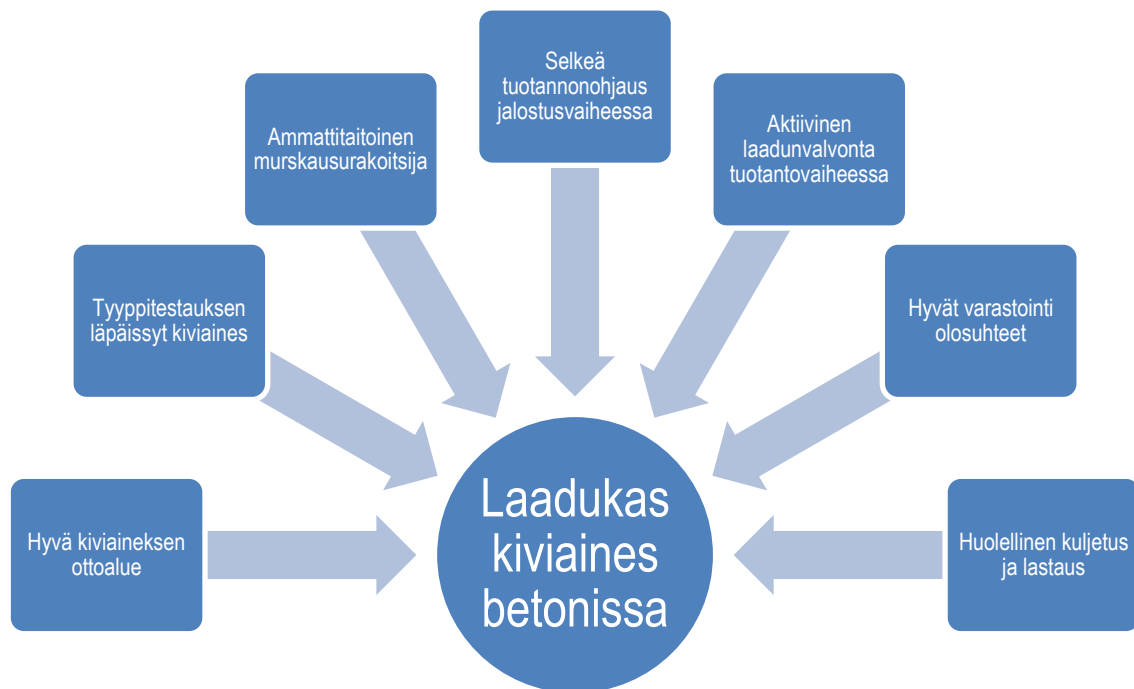 Selkeä
tuotannonohjaus
jalostusvaiheessa
Ammattitaitoinen
murskausurakoitsija
Aktiivinen
laadunvalvonta
tuotantovaiheessa
Tyyppitestauksen
läpäissyt kiviaines
Hyvät varastointi
olosuhteet
Hyvä kiviaineksen
ottoalue
Laadukas
kiviaines
betonissa
Huolellinen kuljetus
ja lastaus